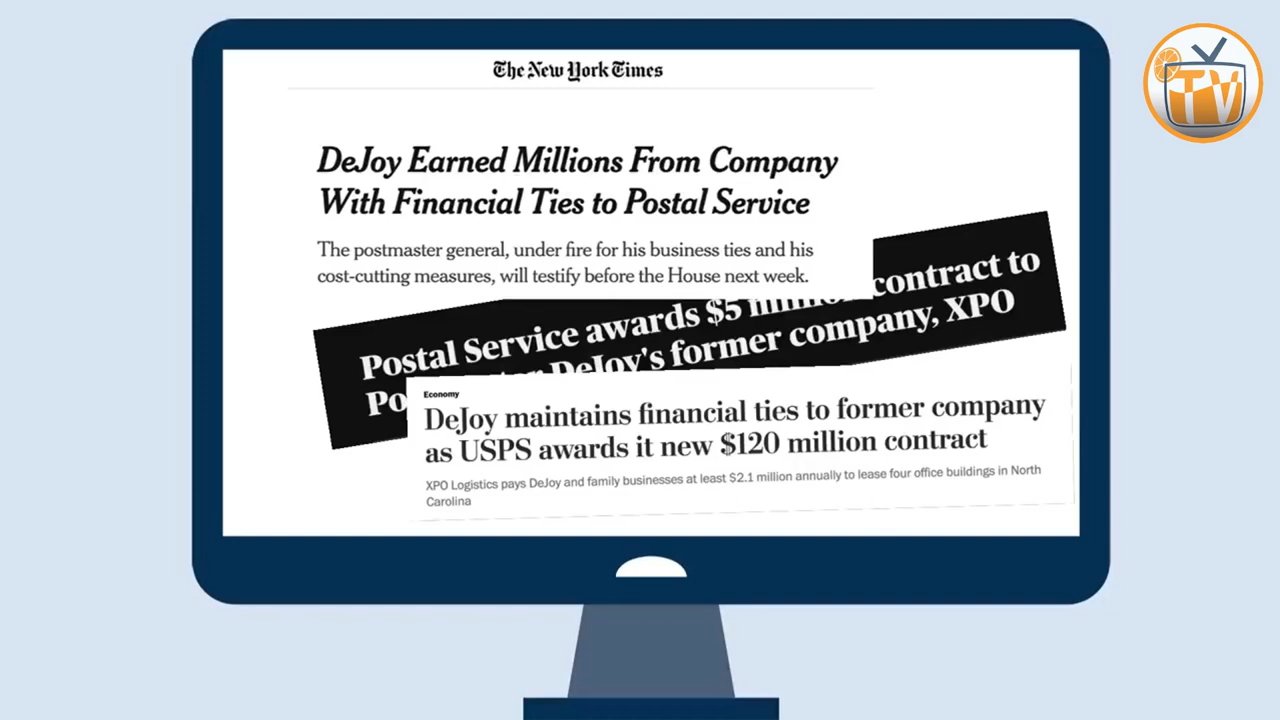 TV
The New York Times
DeJoy Earned Millions From Company
With Financial Ties to Postal Service
The postmaster general, under fire for his business ties and his
cost-cutting measures, will testify before the House next week.
Postal Service awards $5 million contract to
DeJoy's former company, XPO
Economy
DeJoy maintains financial ties to former company
as USPS awards it new $120 million contract
XPO Logistics pays DeJoy and family businesses at least $2.1 million annually to lease four office buildings in North
Carolina